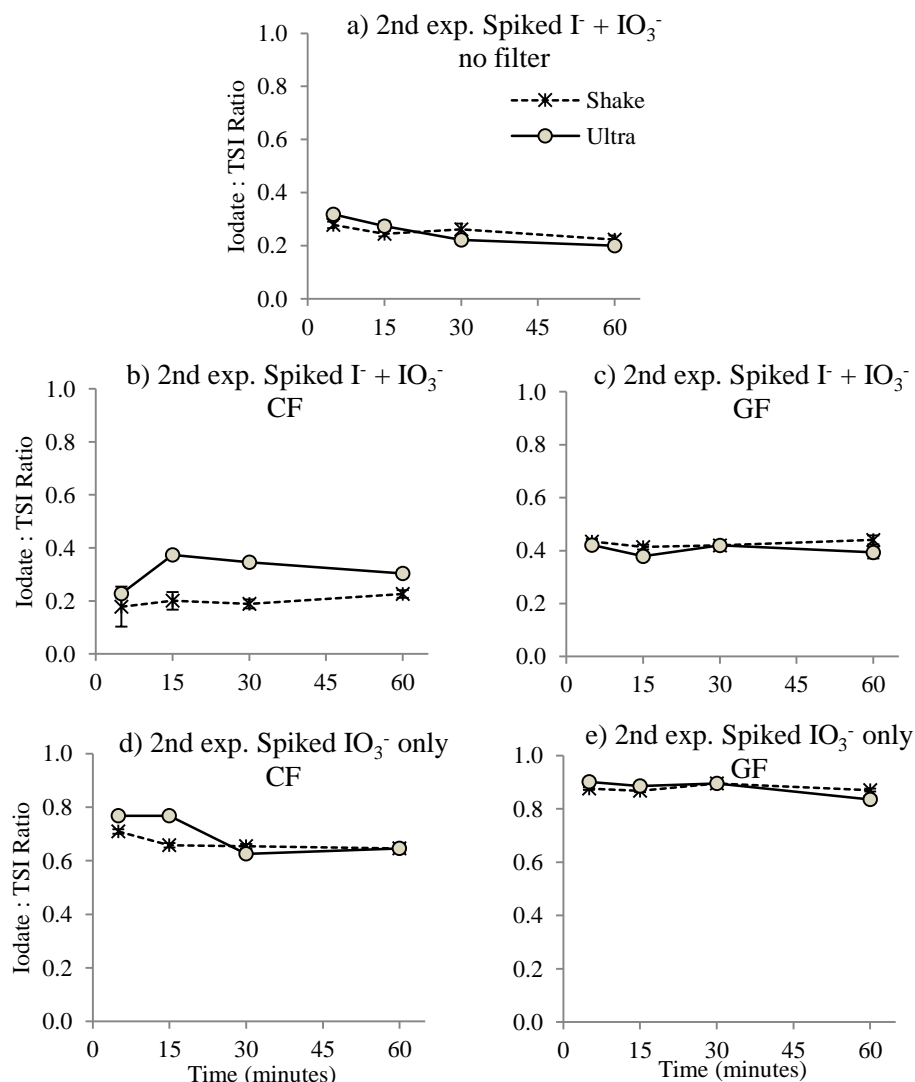 a) 2nd exp. Spiked I⁻ + IO₃⁻
no filter
Shake
Ultra
Iodate : TSI Ratio
1.0
0.8
0.6
0.4
0.2
0.0
0 15 30 45 60
b) 2nd exp. Spiked I⁻ + IO₃⁻
CF
Iodate : TSI Ratio
1.0
0.8
0.6
0.4
0.2
0.0
0 15 30 45 60
c) 2nd exp. Spiked I⁻ + IO₃⁻
GF
1.0
0.8
0.6
0.4
0.2
0.0
0 15 30 45 60
d) 2nd exp. Spiked IO₃⁻ only
CF
Iodate : TSI Ratio
1.0
0.8
0.6
0.4
0.2
0.0
0 15 30 45 60
Time (minutes)
e) 2nd exp. Spiked IO₃⁻ only
GF
1.0
0.8
0.6
0.4
0.2
0.0
0 15 30 45 60
Time (minutes)